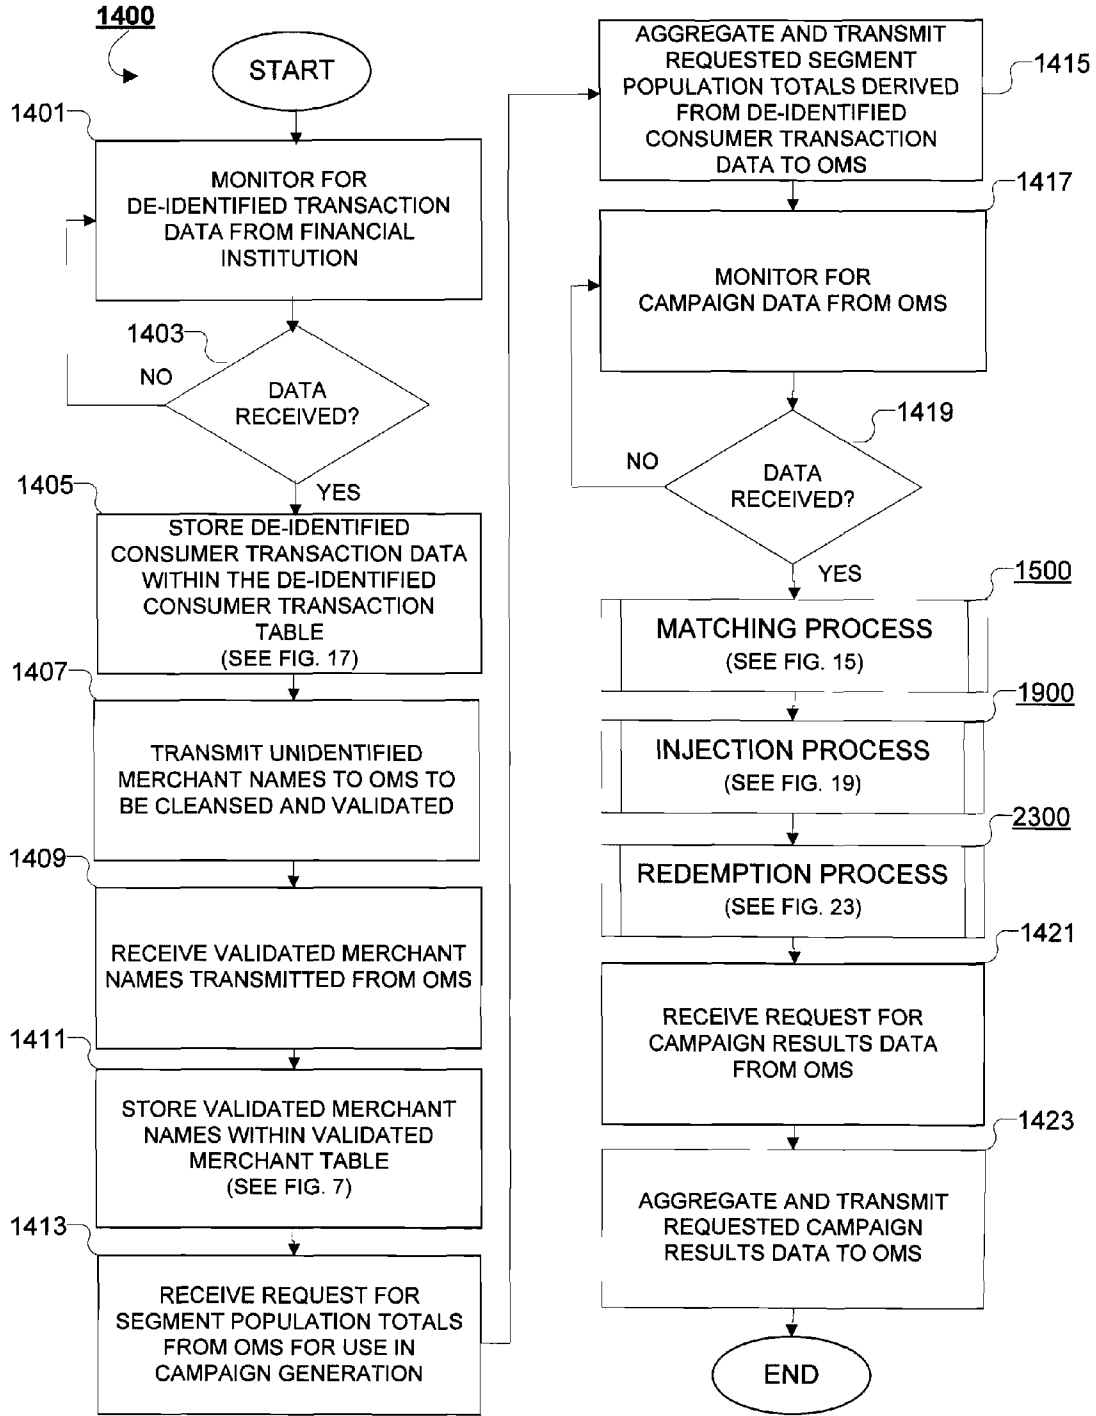 1400
START
1401
MONITOR FOR
DE-IDENTIFIED TRANSACTION
DATA FROM FINANCIAL
INSTITUTION
1403
NO
DATA
RECEIVED?
YES
1405
STORE DE-IDENTIFIED
CONSUMER TRANSACTION DATA
WITHIN THE DE-IDENTIFIED
CONSUMER TRANSACTION
TABLE
(SEE FIG. 17)
1407
TRANSMIT UNIDENTIFIED
MERCHANT NAMES TO OMS TO
BE CLEANSED AND VALIDATED
1409
RECEIVE VALIDATED MERCHANT
NAMES TRANSMITTED FROM OMS
1411
STORE VALIDATED MERCHANT
NAMES WITHIN VALIDATED
MERCHANT TABLE
(SEE FIG. 7)
1413
RECEIVE REQUEST FOR
SEGMENT POPULATION TOTALS
FROM OMS FOR USE IN
CAMPAIGN GENERATION
AGGREGATE AND TRANSMIT
REQUESTED SEGMENT
POPULATION TOTALS DERIVED
FROM DE-IDENTIFIED
CONSUMER TRANSACTION
DATA TO OMS
1415
1417
MONITOR FOR
CAMPAIGN DATA FROM OMS
1419
NO
DATA
RECEIVED?
YES
1500
MATCHING PROCESS
(SEE FIG. 15)
1900
INJECTION PROCESS
(SEE FIG. 19)
2300
REDEMPTION PROCESS
(SEE FIG. 23)
1421
RECEIVE REQUEST FOR
CAMPAIGN RESULTS DATA
FROM OMS
1423
AGGREGATE AND TRANSMIT
REQUESTED CAMPAIGN
RESULTS DATA TO OMS
END